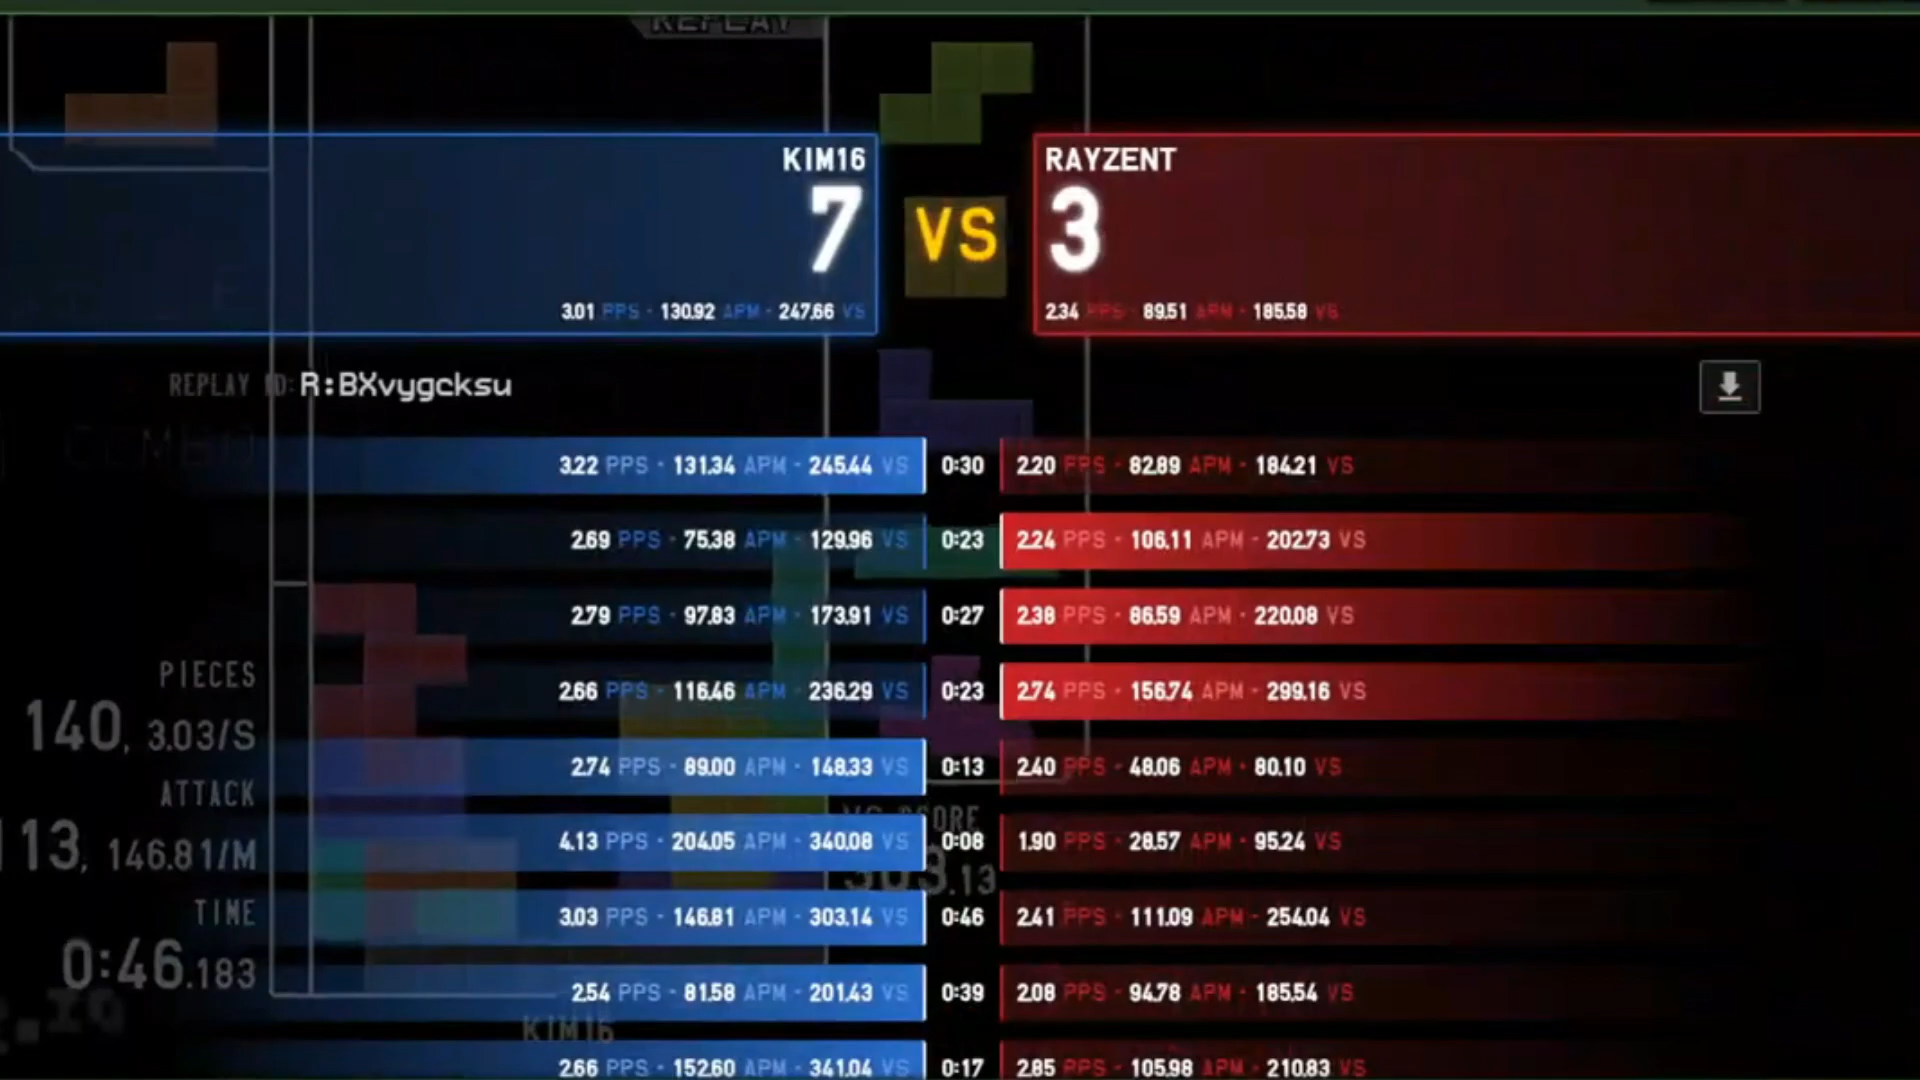 REPLAY
KIM16
7
3.01 PPS - 130.92 APM - 247.66 VS
VS
RAYZENT
3
2.34 PPS - 89.51 APM - 185.58 VS
REPLAY ID: R:BXvygcksu
COMBO
3.22 PPS - 131.34 APM - 245.44 VS 0:30 2.20 PPS - 82.89 APM - 184.21 VS
2.69 PPS - 75.38 APM - 129.96 VS 0:23 2.24 PPS - 106.11 APM - 202.73 VS
2.79 PPS - 97.83 APM - 173.91 VS 0:27 2.38 PPS - 86.59 APM - 220.08 VS
2.66 PPS - 116.46 APM - 236.29 VS 0:23 2.74 PPS - 156.74 APM - 299.16 VS
2.74 PPS - 89.00 APM - 148.33 VS 0:13 2.40 PPS - 48.06 APM - 80.10 VS
4.13 PPS - 204.05 APM - 340.08 VS 0:08 1.90 PPS - 28.57 APM - 95.24 VS
3.03 PPS - 146.81 APM - 303.14 VS 0:46 2.41 PPS - 111.09 APM - 254.04 VS
2.54 PPS - 81.58 APM - 201.43 VS 0:39 2.08 PPS - 94.78 APM - 185.54 VS
2.66 PPS - 152.60 APM - 341.04 VS 0:17 2.85 PPS - 105.98 APM - 210.83 VS
PIECES
140, 3.03/S
ATTACK
113, 146.81/M
TIME
0:46.183
VS SCORE
303.13
KIM16